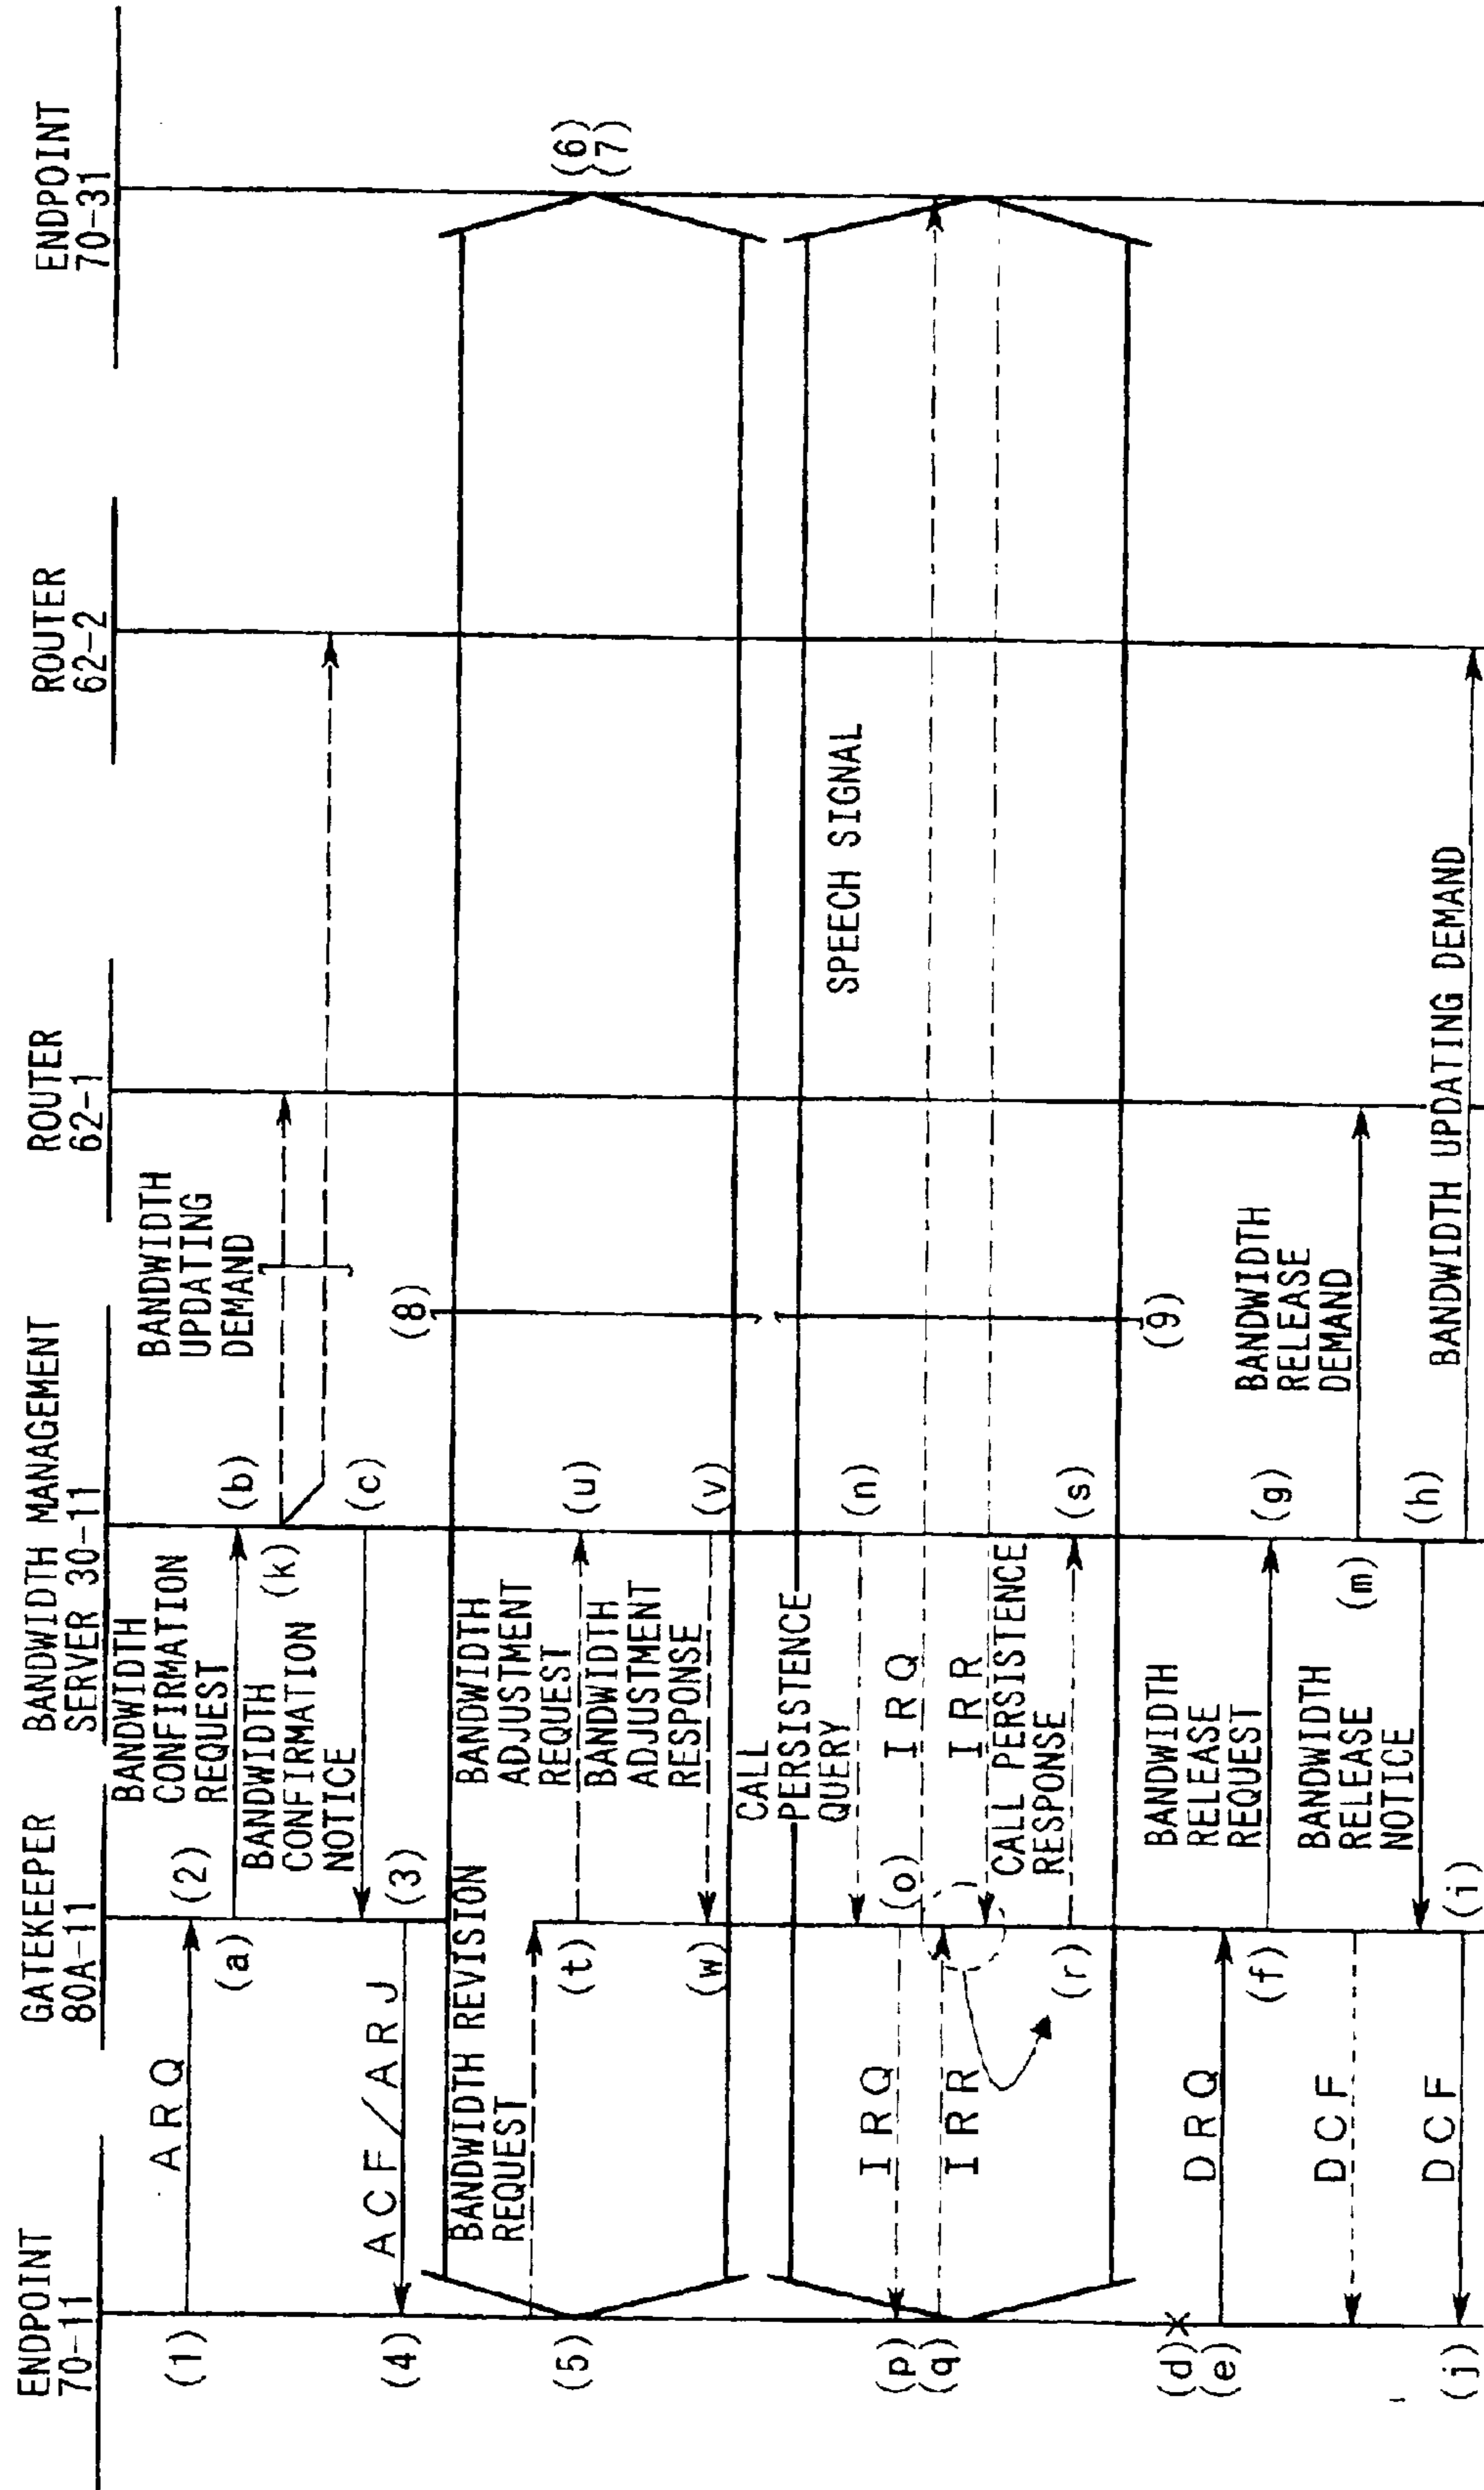 ENDPOINT
70-11
GATEKEEPER
80A-11
BANDWIDTH MANAGEMENT
SERVER 30-11
ROUTER
62-1
ROUTER
62-2
ENDPOINT
70-31
(1)
ARQ
(a)
(2)
BANDWIDTH
CONFIRMATION
REQUEST
(b)
(k)
BANDWIDTH
UPDATING
DEMAND
BANDWIDTH
CONFIRMATION
NOTICE
(c)
(3)
ACF/ARJ
(4)
(8)
BANDWIDTH REVISION
REQUEST
(5)
(t)
BANDWIDTH
ADJUSTMENT
REQUEST
(u)
(6)
(7)
BANDWIDTH
ADJUSTMENT
RESPONSE
(v)
(w)
CALL
PERSISTENCE
QUERY
(n)
SPEECH SIGNAL
(o)
IRQ
IRQ
(p)
(q)
IRR
IRR
CALL PERSISTENCE
RESPONSE
(r)
(s)
(9)
(d)
(e)
DRQ
(f)
BANDWIDTH
RELEASE
REQUEST
(g)
BANDWIDTH
RELEASE
DEMAND
(m)
DCF
BANDWIDTH
RELEASE
NOTICE
(h)
(i)
DCF
(j)
BANDWIDTH UPDATING DEMAND